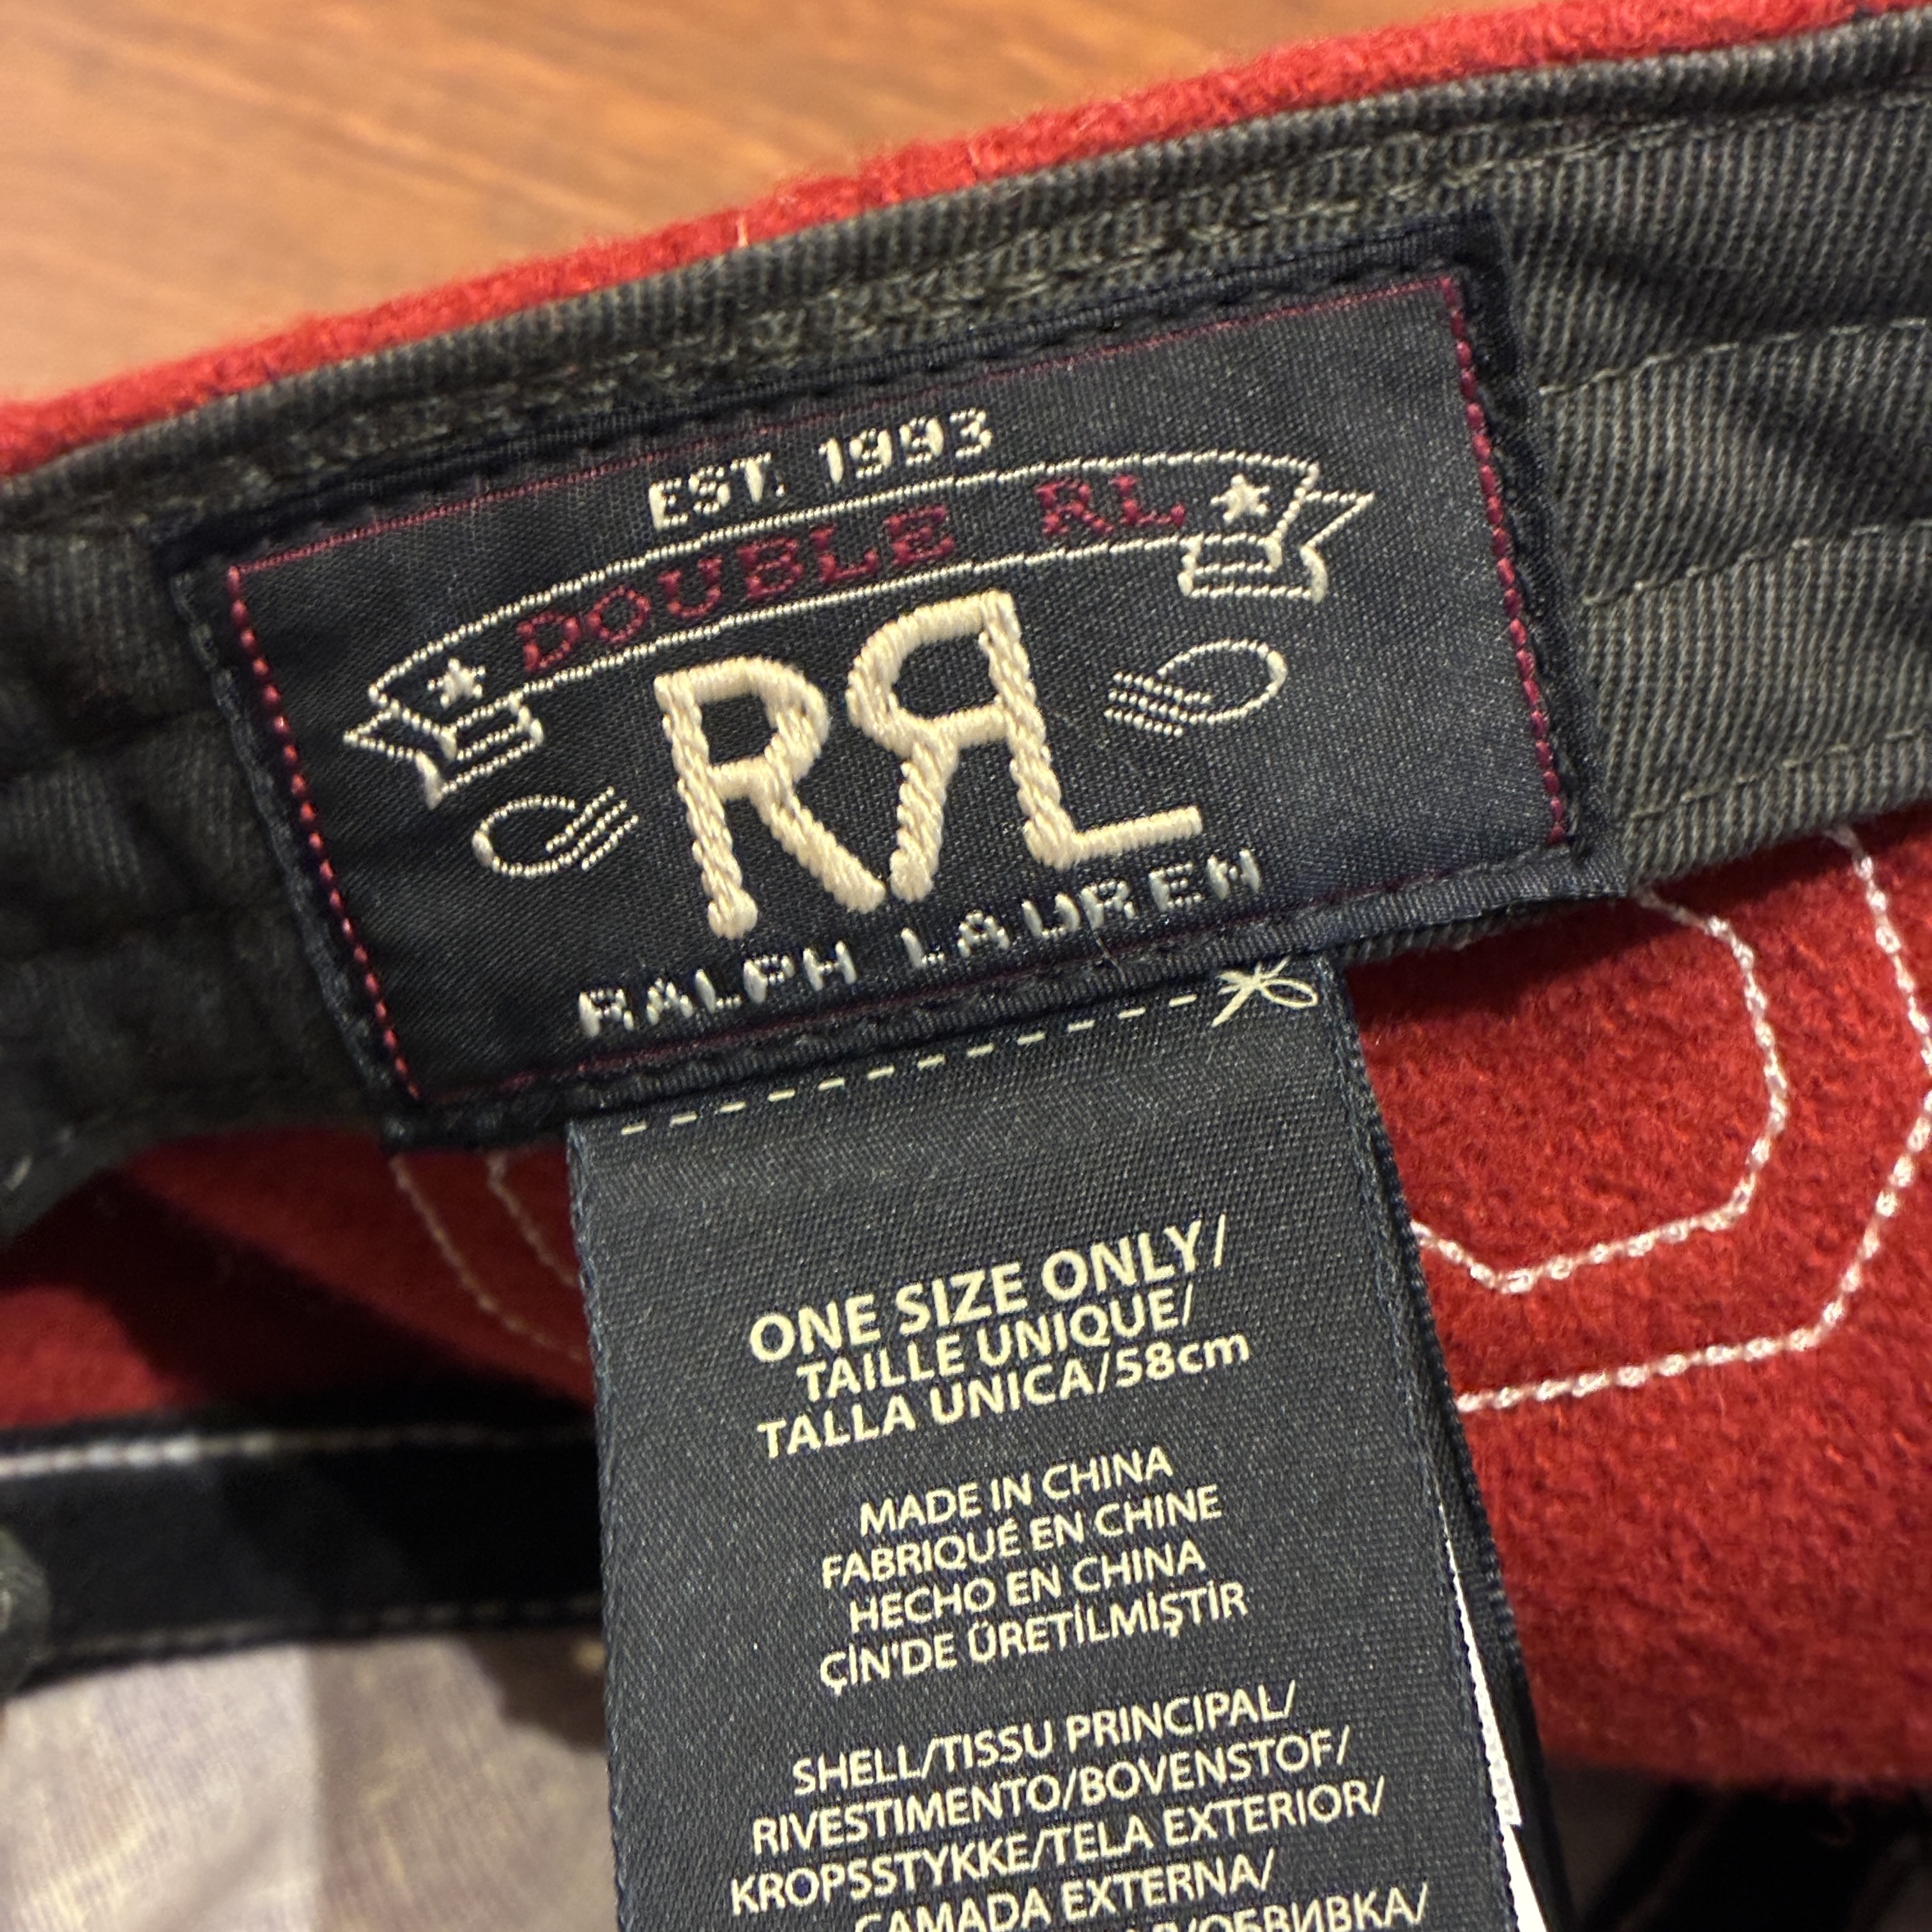 EST. 1993
DOUBLE RL
RRL
RALPH LAUREN
ONE SIZE ONLY/
TAILLE UNIQUE/
TALLA UNICA/58cm
MADE IN CHINA
FABRIQUÉ EN CHINE
HECHO EN CHINA
ÇİN'DE ÜRETİLMİŞTİR
SHELL/TISSU PRINCIPAL/
RIVESTIMENTO/BOVENSTOF/
KROPSSTYKKE/TELA EXTERIOR/
CAMADA EXTERNA/